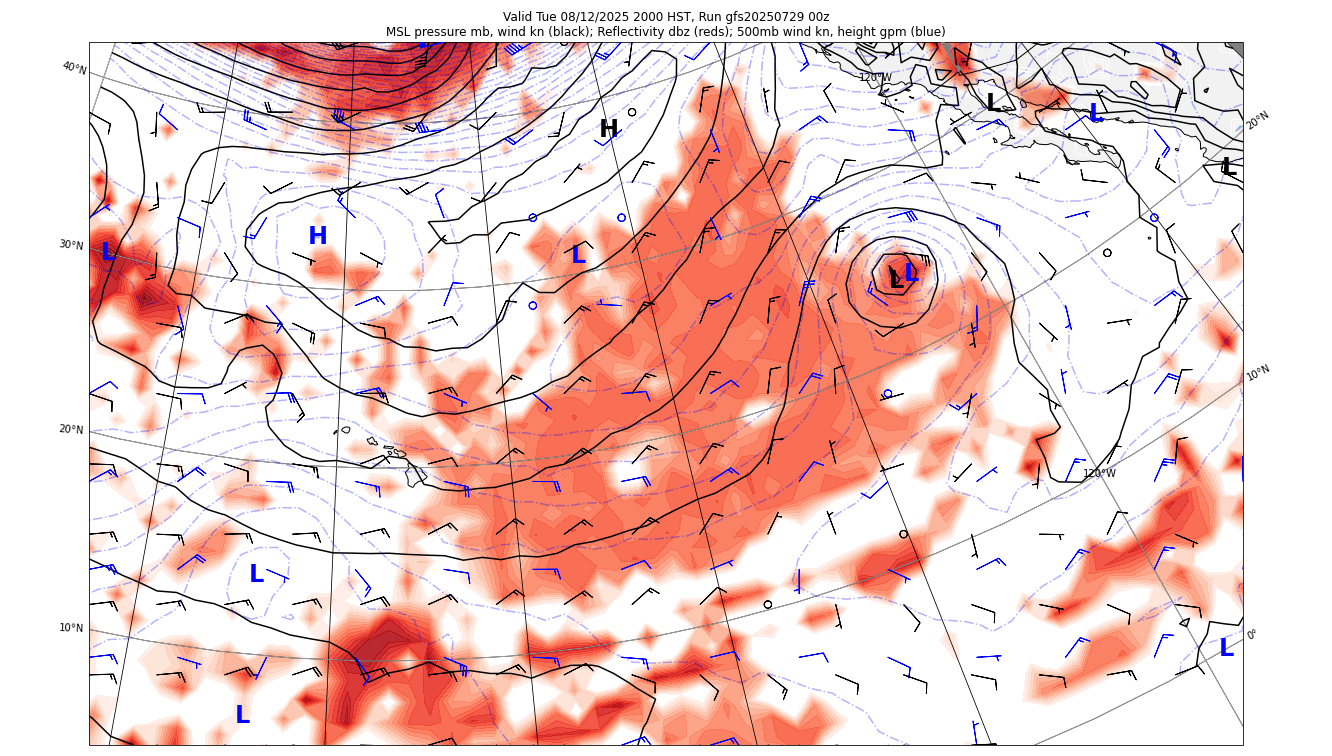 Valid Tue 08/12/2025 2000 HST, Run gfs20250729 00z
MSL pressure mb, wind kn (black); Reflectivity dbz (reds); 500mb wind kn, height gpm (blue)
L
40°N
120°W
L
L
20°N
H
L
H
30°N
L
L
L
L
10°N
20°N
120°W
L
10°N
0°
L
L